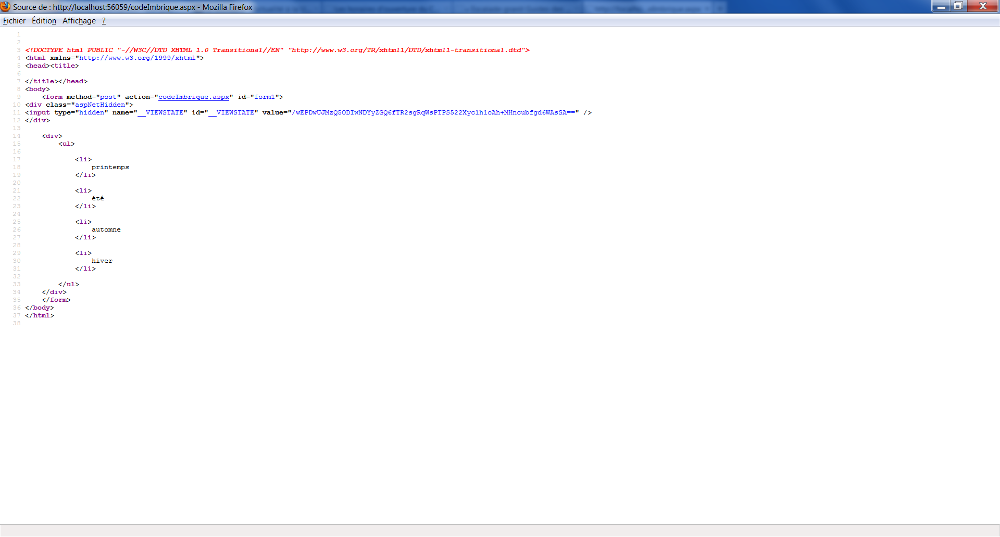 Source de : http://localhost:56059/codeImbrique.aspx - Mozilla Firefox
Fichier Édition Affichage ?
1
2
3 <!DOCTYPE html PUBLIC "-//W3C//DTD XHTML 1.0 Transitional//EN" "http://www.w3.org/TR/xhtml1/DTD/xhtml1-transitional.dtd">
4 <html xmlns="http://www.w3.org/1999/xhtml">
5 <head><title>
6
7 </title></head>
8 <body>
9 <form method="post" action="codeImbrique.aspx" id="form1">
10 <div class="aspNetHidden">
11 <input type="hidden" name="__VIEWSTATE" id="__VIEWSTATE" value="/wEPDwUJMzQ5ODIwNDYyZGQ6fTR2sgRqWsPTPS522Xyc1h1oAh+MHncubfgd6WAsSA==" />
12 </div>
13
14 <div>
15 <ul>
16
17 <li>
18 printemps
19 </li>
20
21 <li>
22 été
23 </li>
24
25 <li>
26 automne
27 </li>
28
29 <li>
30 hiver
31 </li>
32
33 </ul>
34 </div>
35 </form>
36 </body>
37 </html>
38